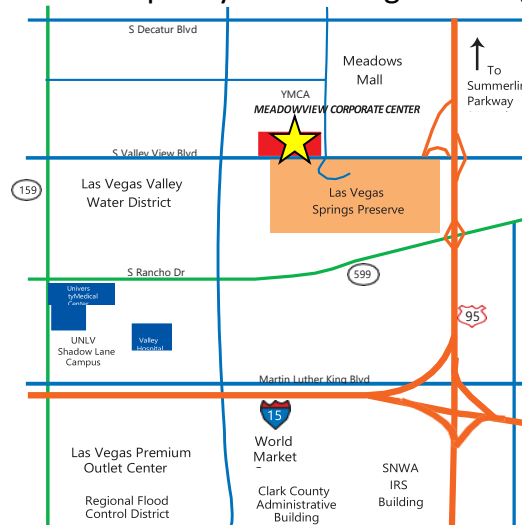 S Decatur Blvd
Meadows
Mall
To
Summerlin
Parkway
YMCA
MEADOWVIEW CORPORATE CENTER
S Valley View Blvd
159
Las Vegas Valley
Water District
Las Vegas
Springs Preserve
S Rancho Dr
599
Univers
tyMedical
Center
95
Valley
Hospital
UNLV
Shadow Lane
Campus
Martin Luther King Blvd
15
World
Market
Las Vegas Premium
Outlet Center
SNWA
IRS
Building
Regional Flood
Control District
Clark County
Administrative
Building